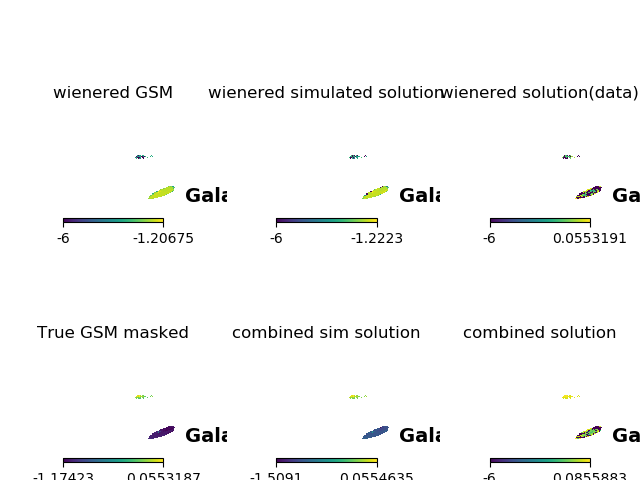 wienered GSM
wienered simulated solution
wienered solution(data)
Gala
Gala
Ga
-6 -1.20675
-6 -1.2223
-6 0.0553191
True GSM masked
combined sim solution
combined solution
Gala
Gala
Ga
-1.17423 0.0553187
-1.5091 0.0554635
-6 0.0855883